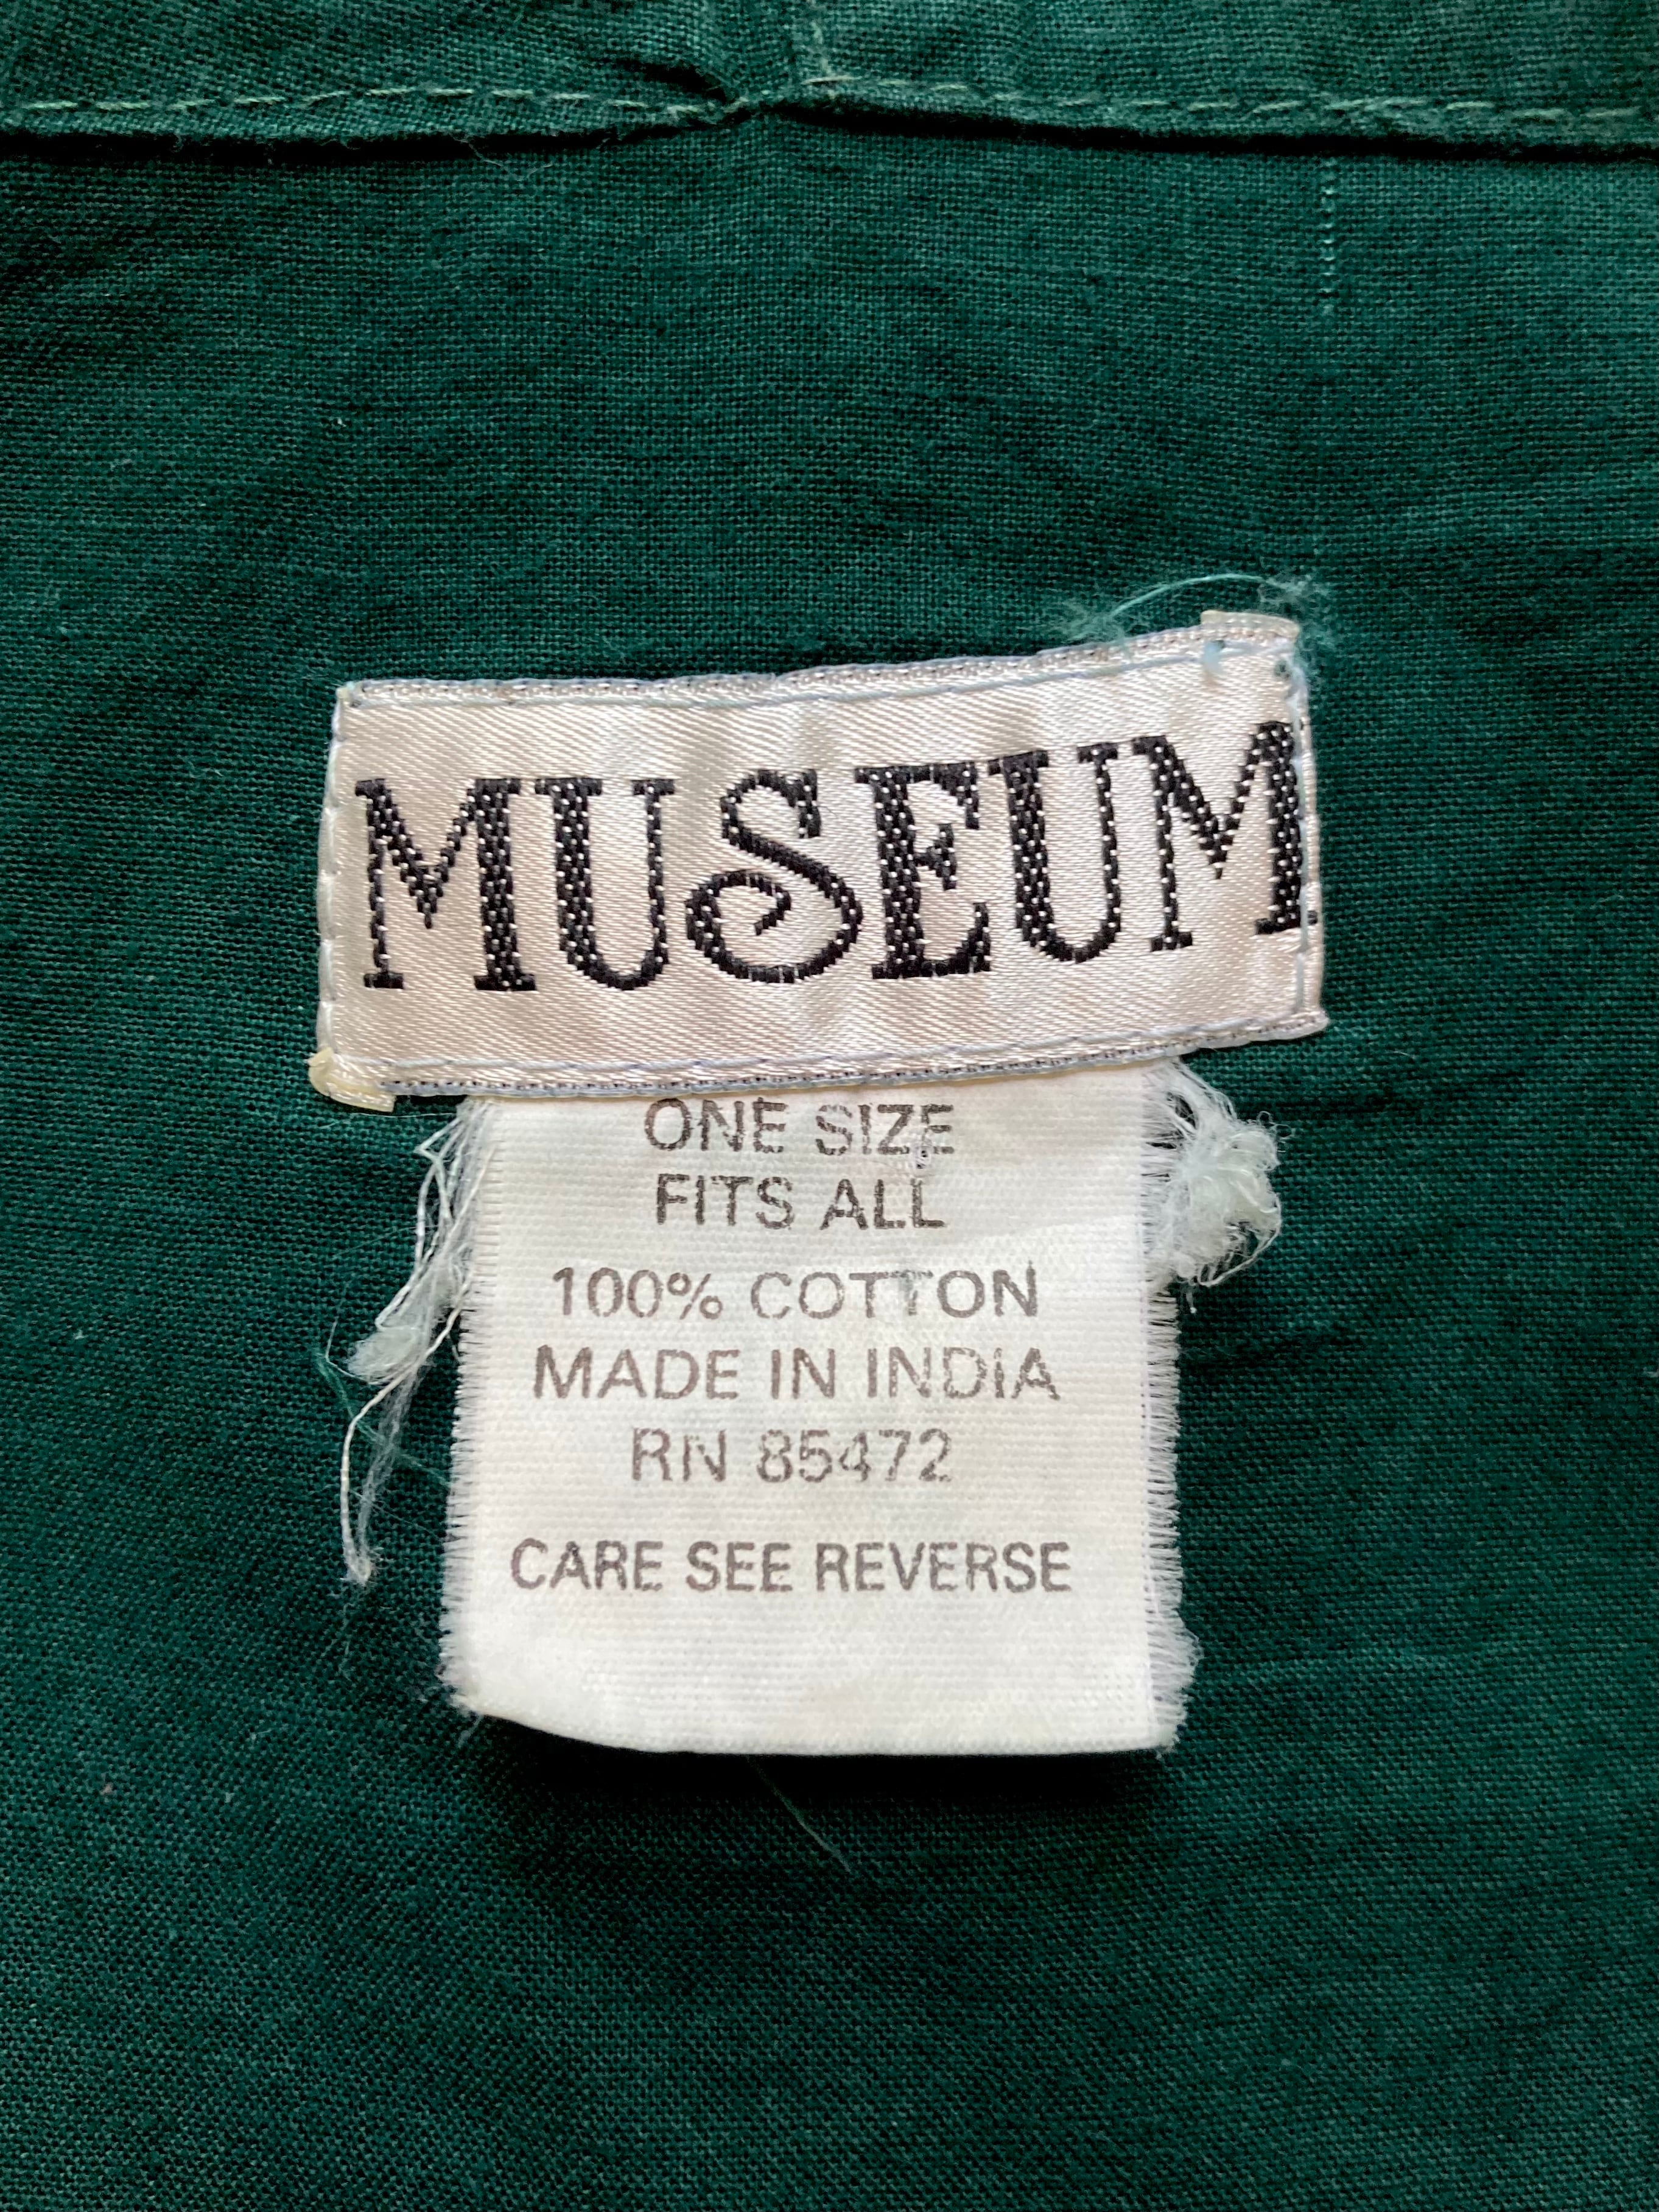 MUSEUM
ONE SIZE
FITS ALL
100% COTTON
MADE IN INDIA
RN 85472
CARE SEE REVERSE